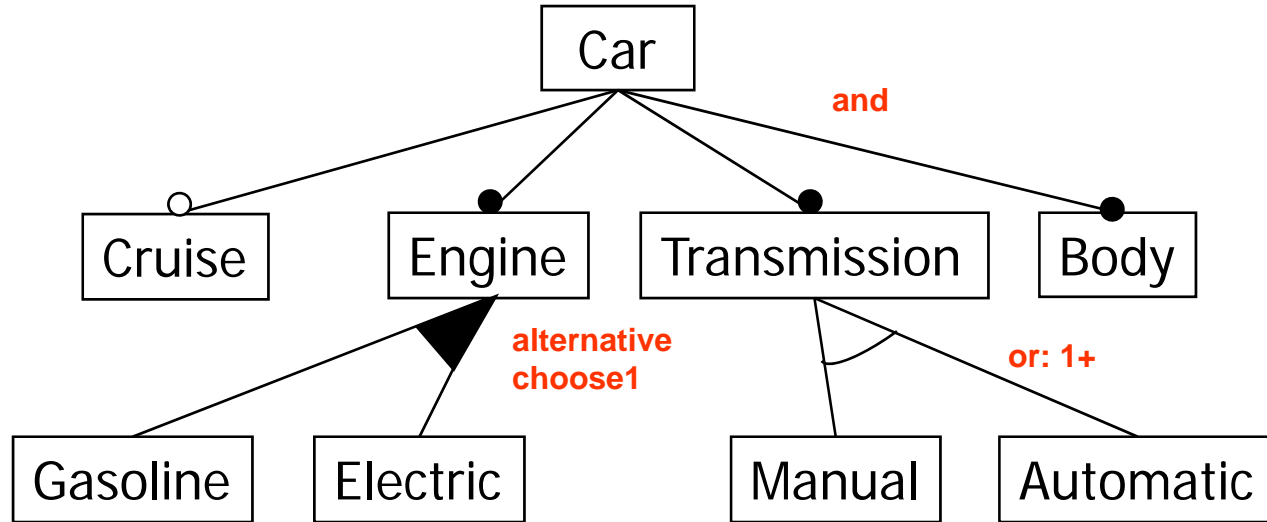 Car
and
Cruise
Engine
Transmission
Body
alternative
choose1
or: 1+
Gasoline
Electric
Manual
Automatic